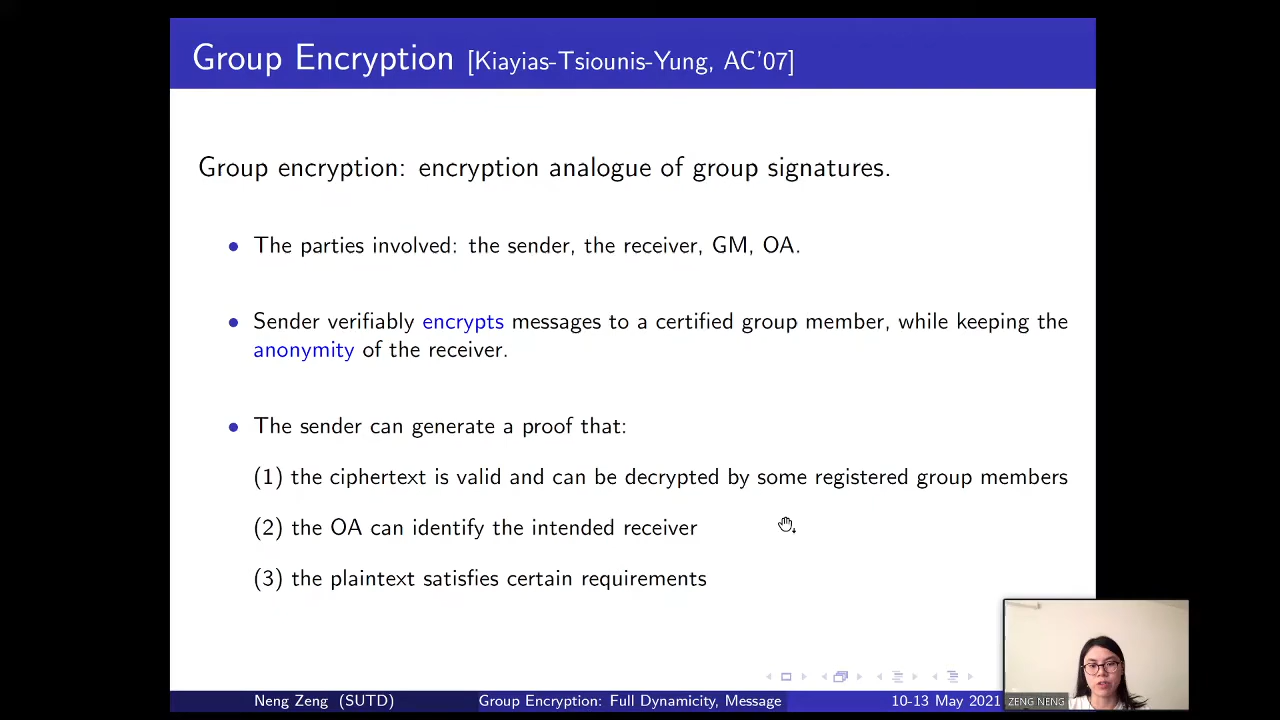 Group Encryption [Kiayias-Tsiounis-Yung, AC'07]
Group encryption: encryption analogue of group signatures.
• The parties involved: the sender, the receiver, GM, OA.
• Sender verifiably encrypts messages to a certified group member, while keeping the
anonymity of the receiver.
• The sender can generate a proof that:
(1) the ciphertext is valid and can be decrypted by some registered group members
(2) the OA can identify the intended receiver
(3) the plaintext satisfies certain requirements
Neng Zeng (SUTD) Group Encryption: Full Dynamicity, Message 10-13 May 2021
ZENG NENG